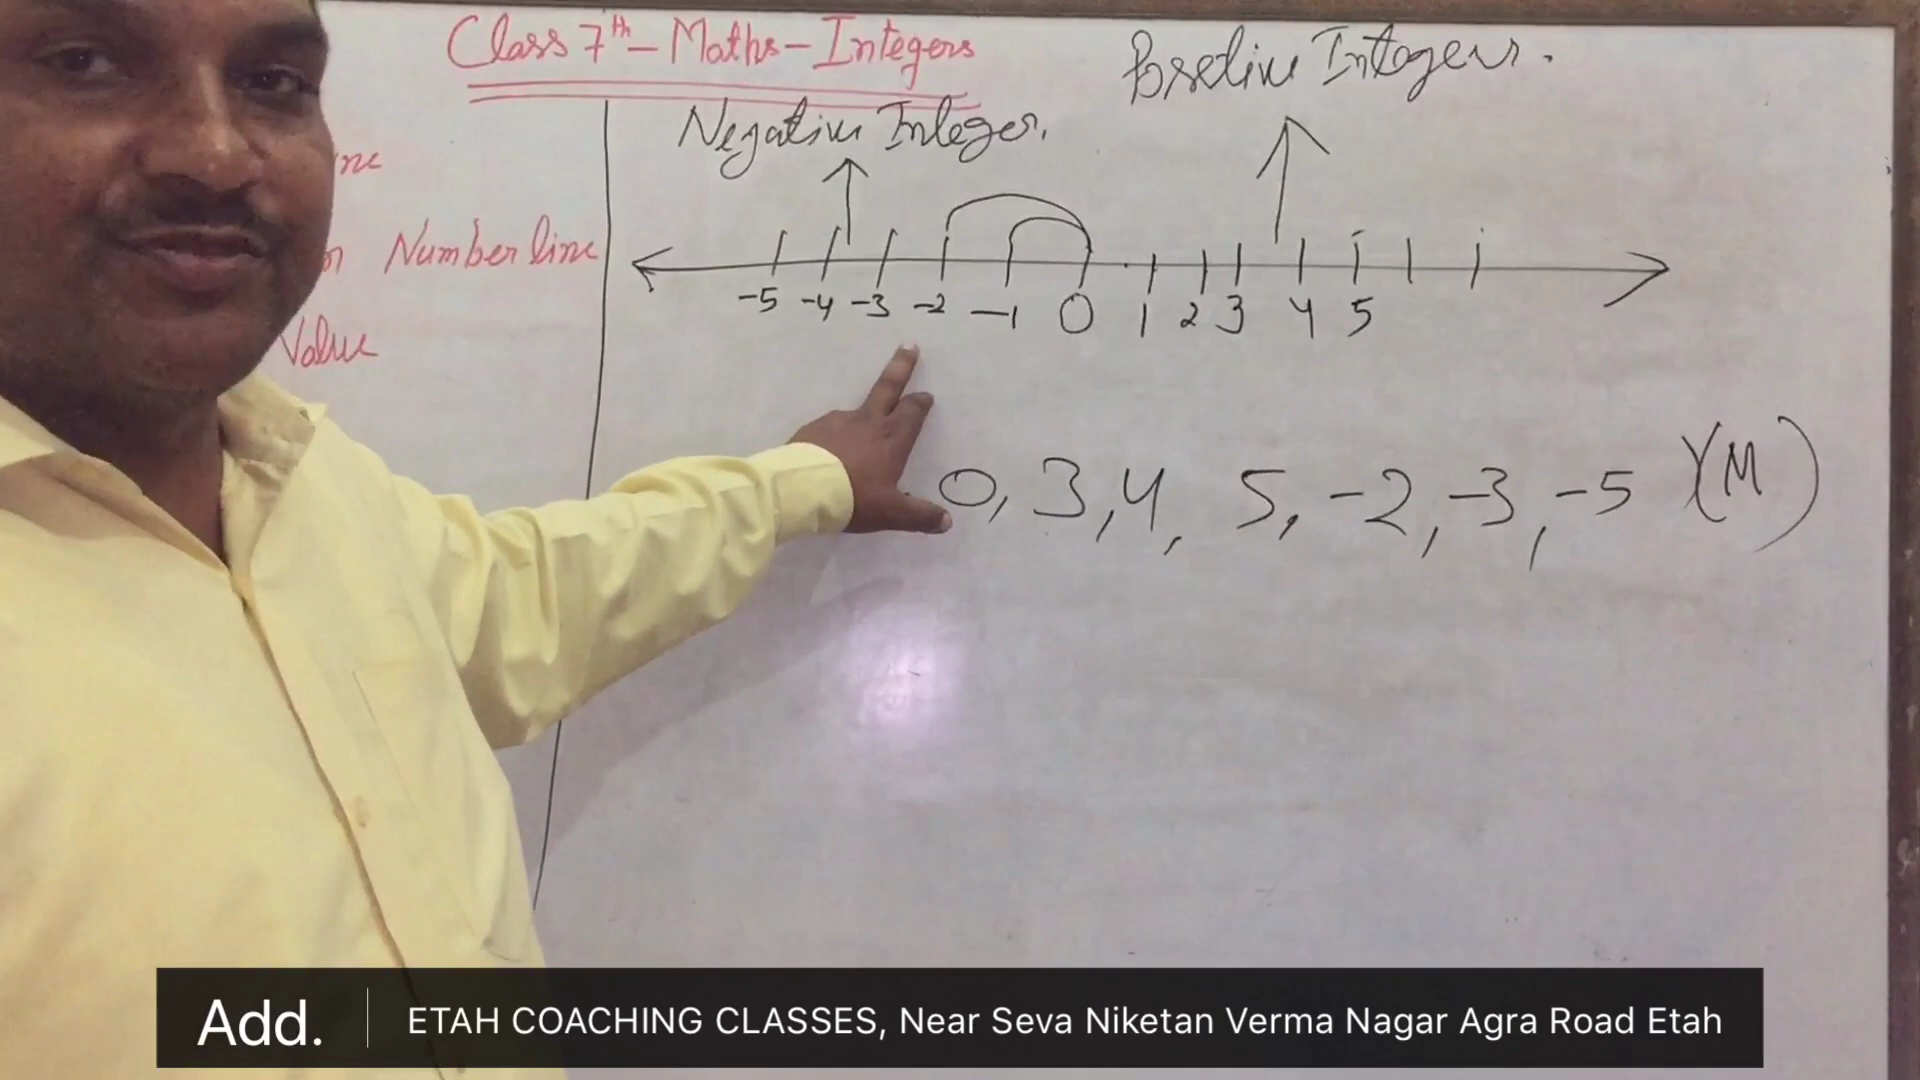 Class 7th - Maths - Integers
Positive Integers.
Negative Integer.
Number line
Value
-5 -4 -3 -2 -1 0 1 2 3 4 5
0, 3, 4, 5, -2, -3, -5 )(M)
Add. ETAH COACHING CLASSES, Near Seva Niketan Verma Nagar Agra Road Etah